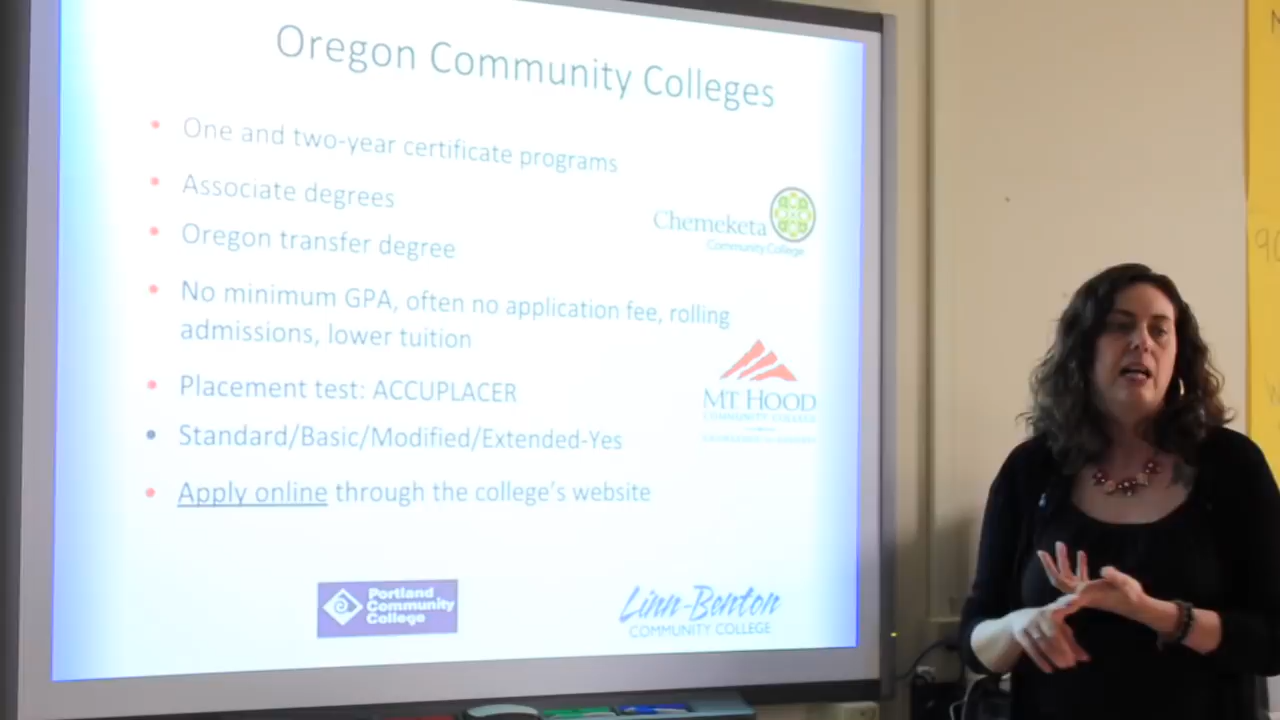 Oregon Community Colleges
• One and two-year certificate programs
• Associate degrees
• Oregon transfer degree
• No minimum GPA, often no application fee, rolling
admissions, lower tuition
• Placement test: ACCUPLACER
• Standard/Basic/Modified/Extended-Yes
• Apply online through the college's website
Chemeketa
Community College
MT HOOD
COMMUNITY COLLEGE
Portland
Community
College
Linn-Benton
COMMUNITY COLLEGE
90